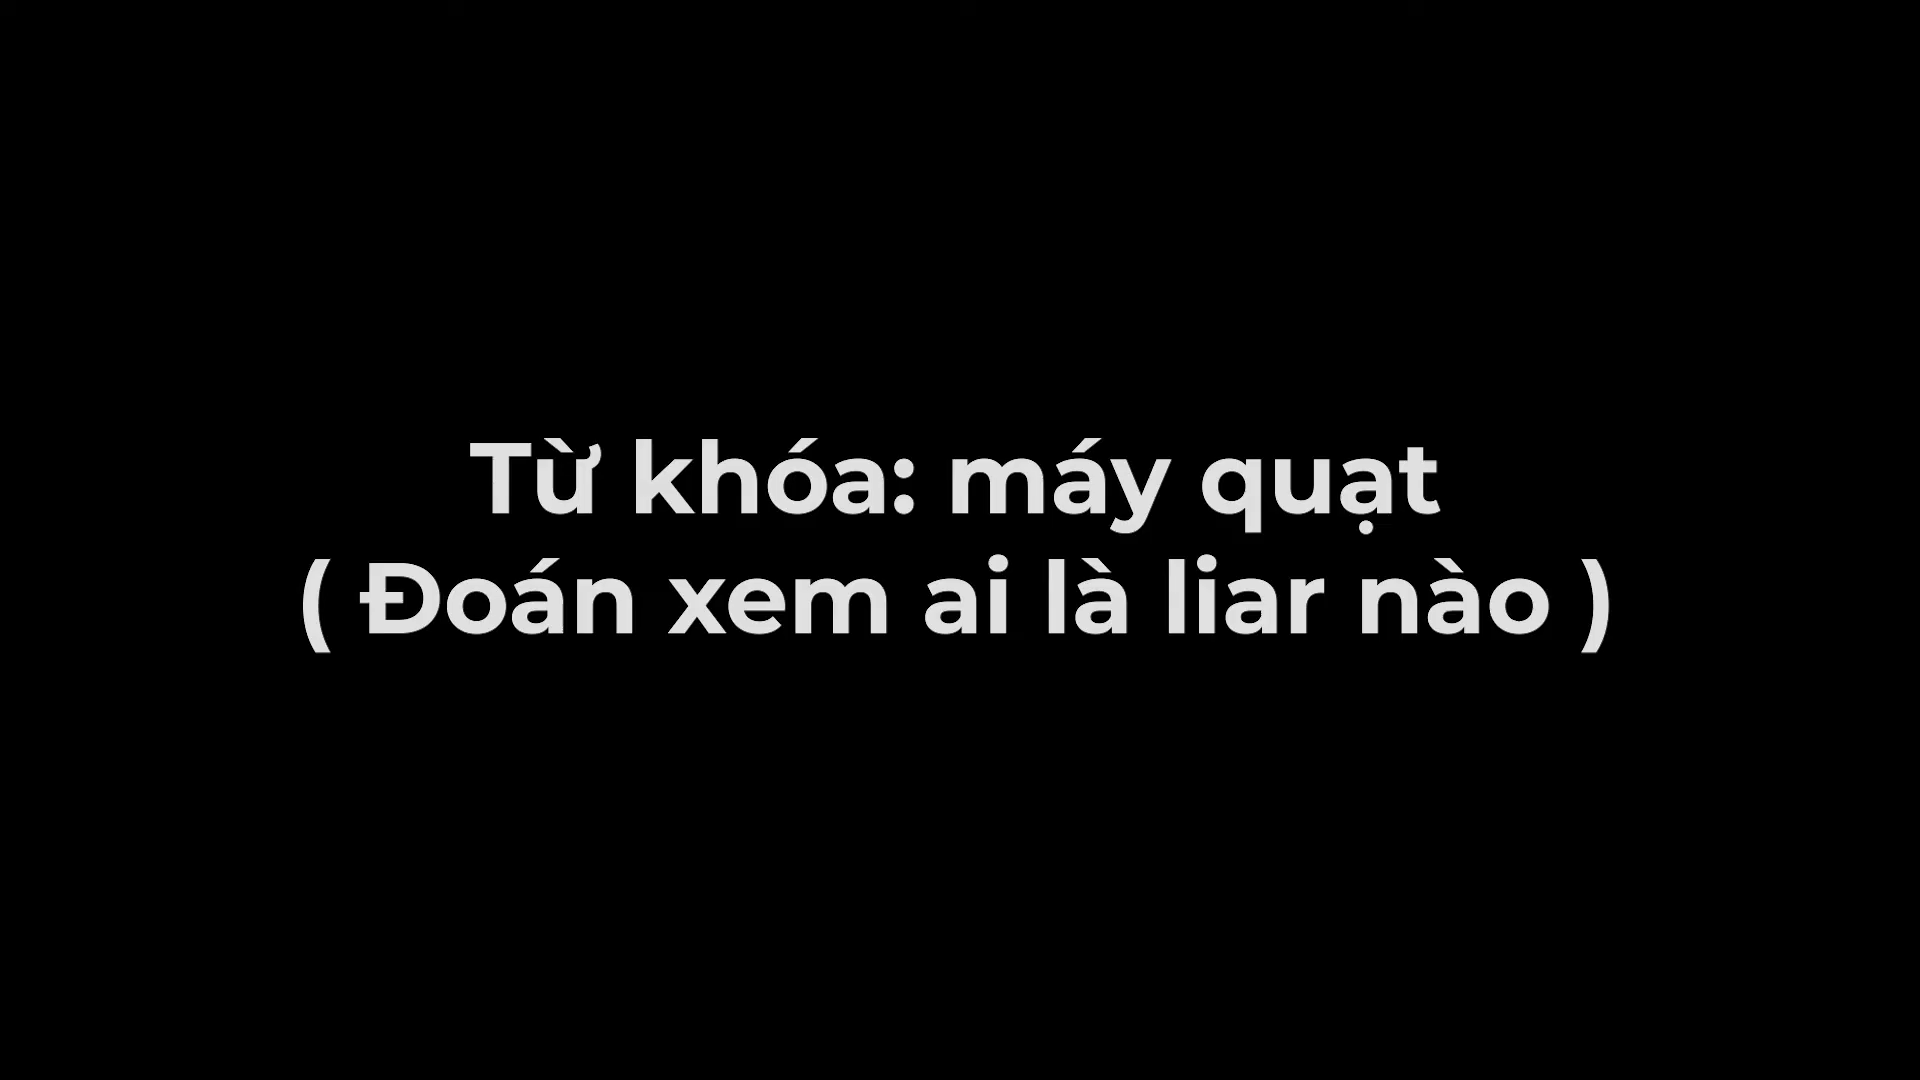 Từ khóa: máy quạt
( Đoán xem ai là liar nào )